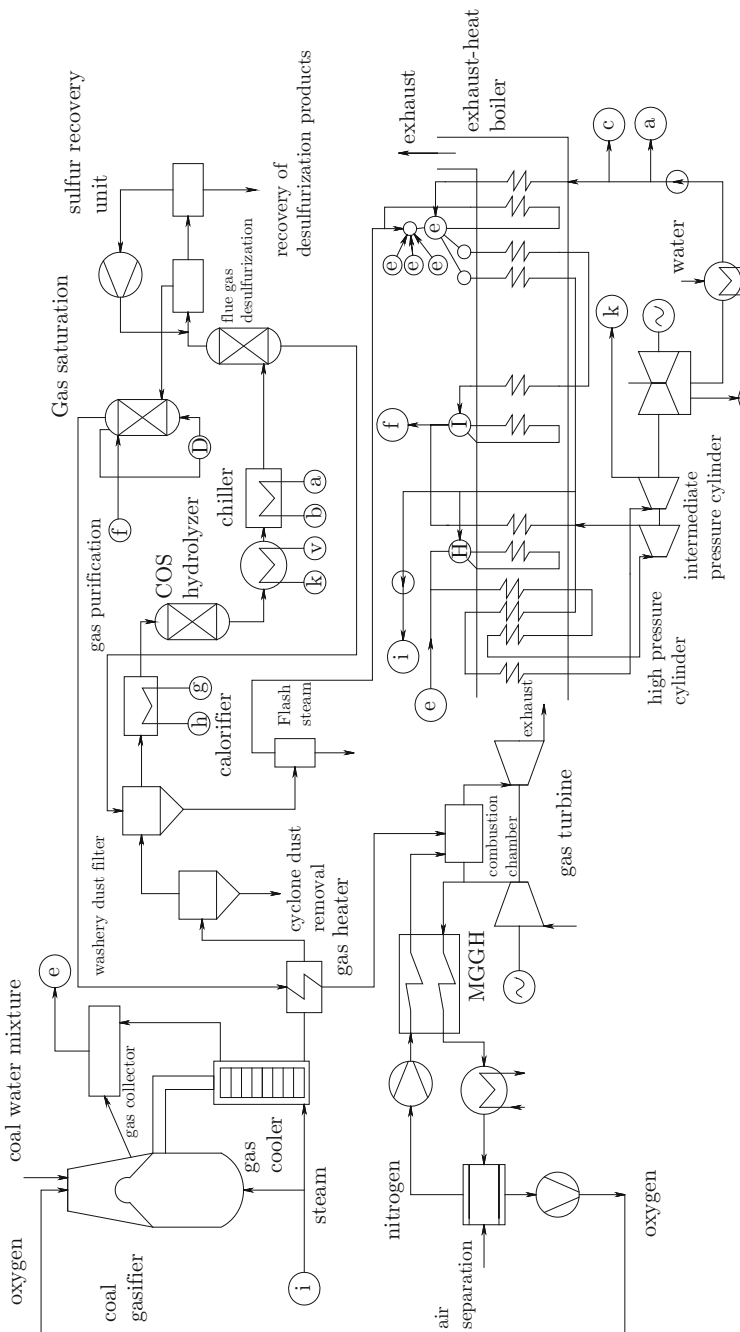 oxygen
coal water mixture
e
gas collector
coal
gasifier
gas
cooler
steam
i
washery dust filter
cyclone dust
removal
gas heater
gas purification
f
D
Gas saturation
sulfur recovery
unit
recovery of
desulfurization products
flue gas
desulfurization
COS
hydrolyzer
chiller
k
v
b
a
h
g
calorifier
Flash
steam
air
separation
nitrogen
oxygen
MGGH
combustion
chamber
exhaust
gas turbine
exhaust
exhaust-heat
boiler
e
i
H
f
I
e
e
e
e
c
a
water
k
high pressure
cylinder
intermediate
pressure cylinder